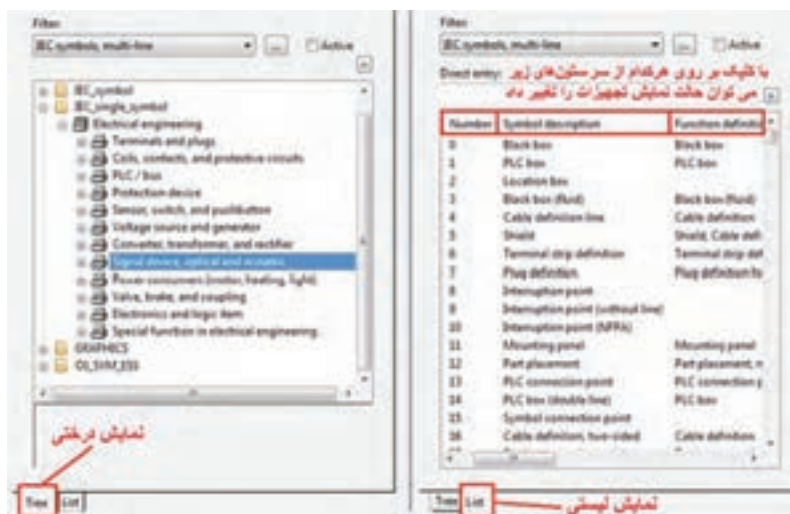 Filter:
IEC symbols, multi-line
...
Active
IEC_symbol
IEC_single_symbol
Electrical engineering
Terminals and plugs
Coils, contacts, and protective circuits
PLC / bus
Protection device
Sensor, switch, and pushbutton
Voltage source and generator
Converter, transformer, and rectifier
Signal device, optical and acoustic
Power consumers (motor, heating, light)
Valve, brake, and coupling
Electronics and logic item
Special function in electrical engineering
GRAPHICS
نمایش درختی
Tree List
Filter:
IEC symbols, multi-line
...
Active
Direct entry: با کلیک بر روی هرکدام از سرستون‌های زیر
می توان حالت نمایش تجهیزات را تغییر داد
Number Symbol description Function definitio
0 Black box Black box
1 PLC box PLC box
2 Location box
3 Black box (fluid) Black box (fluid)
4 Cable definition line Cable definition
5 Shield Shield, Cable defi
6 Terminal strip definition Terminal strip def
7 Plug definition Plug definition
8 Interruption point
9 Interruption point (without line)
10 Interruption point (NFPA)
11 Mounting panel Mounting panel
12 Part placement Part placement, n
13 PLC connection point PLC connection p
14 PLC box (double line) PLC box
15 Symbol connection point
16 Cable definition, two-sided Cable definition
Tree List
نمایش لیستی